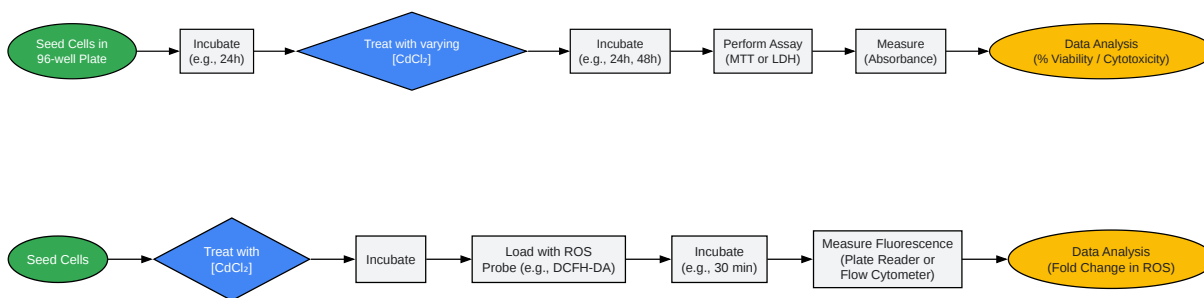 Seed Cells in
96-well Plate
Incubate
(e.g., 24h)
Treat with varying
[CdCl₂]
Incubate
(e.g., 24h, 48h)
Perform Assay
(MTT or LDH)
Measure
(Absorbance)
Data Analysis
(% Viability / Cytotoxicity)
Seed Cells
Treat with
[CdCl₂]
Incubate
Load with ROS
Probe (e.g., DCFH-DA)
Incubate
(e.g., 30 min)
Measure Fluorescence
(Plate Reader or
Flow Cytometer)
Data Analysis
(Fold Change in ROS)